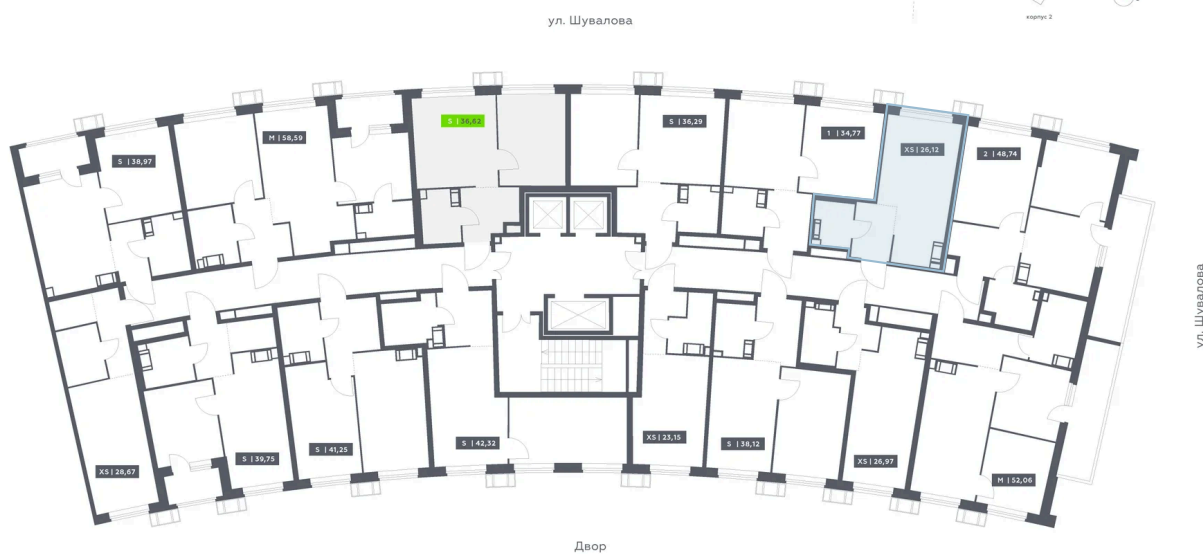 корпус 2
ул. Шувалова
S | 38,97
M | 58,59
S | 36,62
S | 36,29
1 | 34,77
XS | 26,12
2 | 48,74
ул. Шувалова
XS | 28,67
S | 39,75
S | 41,25
S | 42,32
XS | 23,15
S | 38,12
XS | 26,97
M | 52,06
Двор